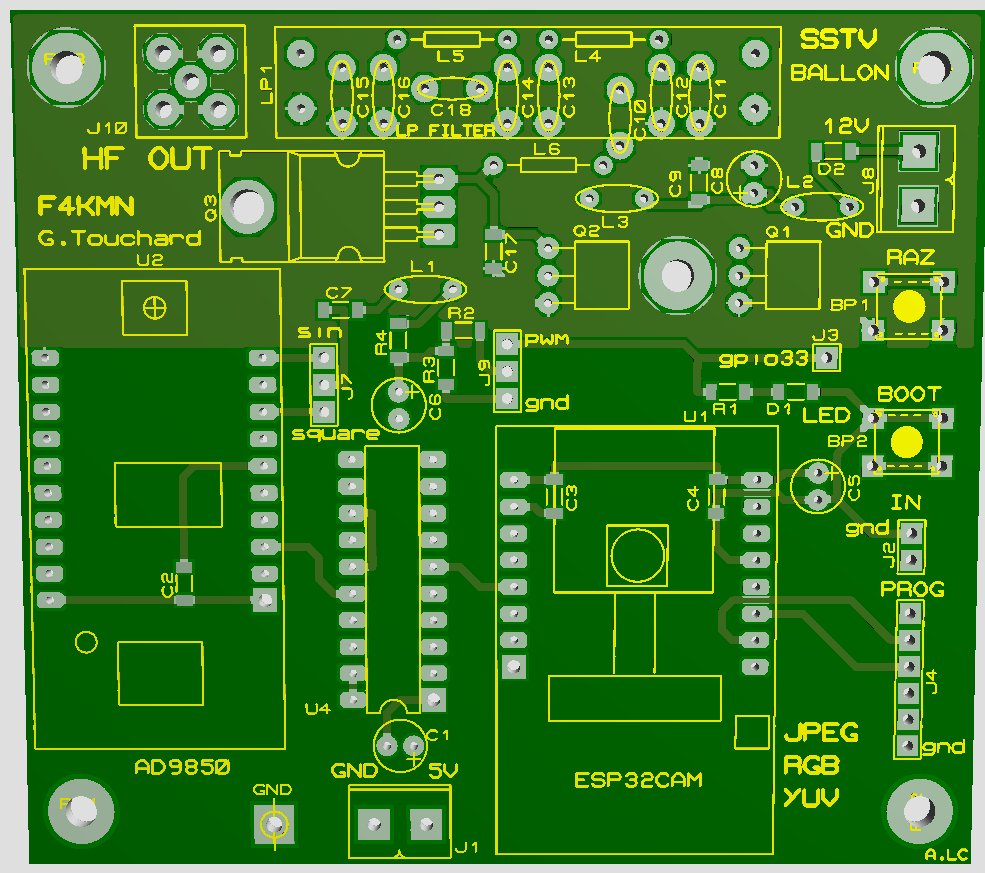 SSTV
BALLON
L5
L4
LP1
C15
C16
C18
C14
C13
C10
C12
C11
LP FILTER
J10
HF OUT
12V
D2
J8
L6
C9
C8
L2
L3
GND
Q3
F4KMN
G.Touchard
C17
Q2
Q1
RAZ
U2
L1
BP1
C7
sin
R4
R2
R3
J9
PWM
J3
gpio33
J7
C6
gnd
R1
D1
BOOT
LED
square
U1
BP2
C3
C4
C5
IN
gnd
J2
C2
PROG
J4
U4
C1
JPEG
gnd
AD9850
GND
5V
RGB
ESP32CAM
GND
YUV
J1
A.LC